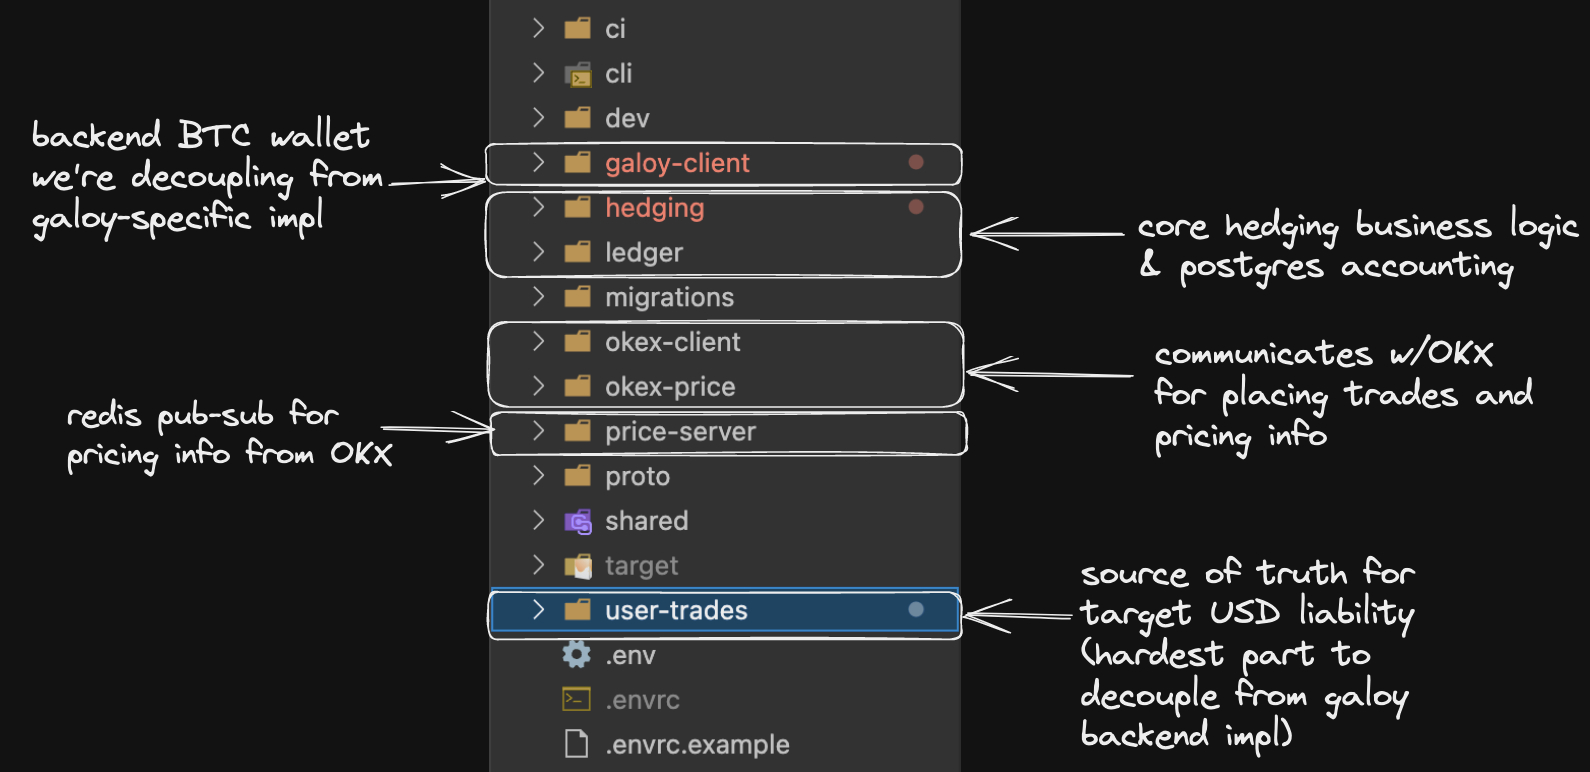 ci
cli
dev
galoy-client
hedging
ledger
migrations
okex-client
okex-price
price-server
proto
shared
target
user-trades
.env
.envrc
.envrc.example
backend BTC wallet
we're decoupling from
galoy-specific impl
redis pub-sub for
pricing info from OKX
core hedging business logic
& postgres accounting
communicates w/OKX
for placing trades and
pricing info
source of truth for
target USD liability
(hardest part to
decouple from galoy
backend impl)